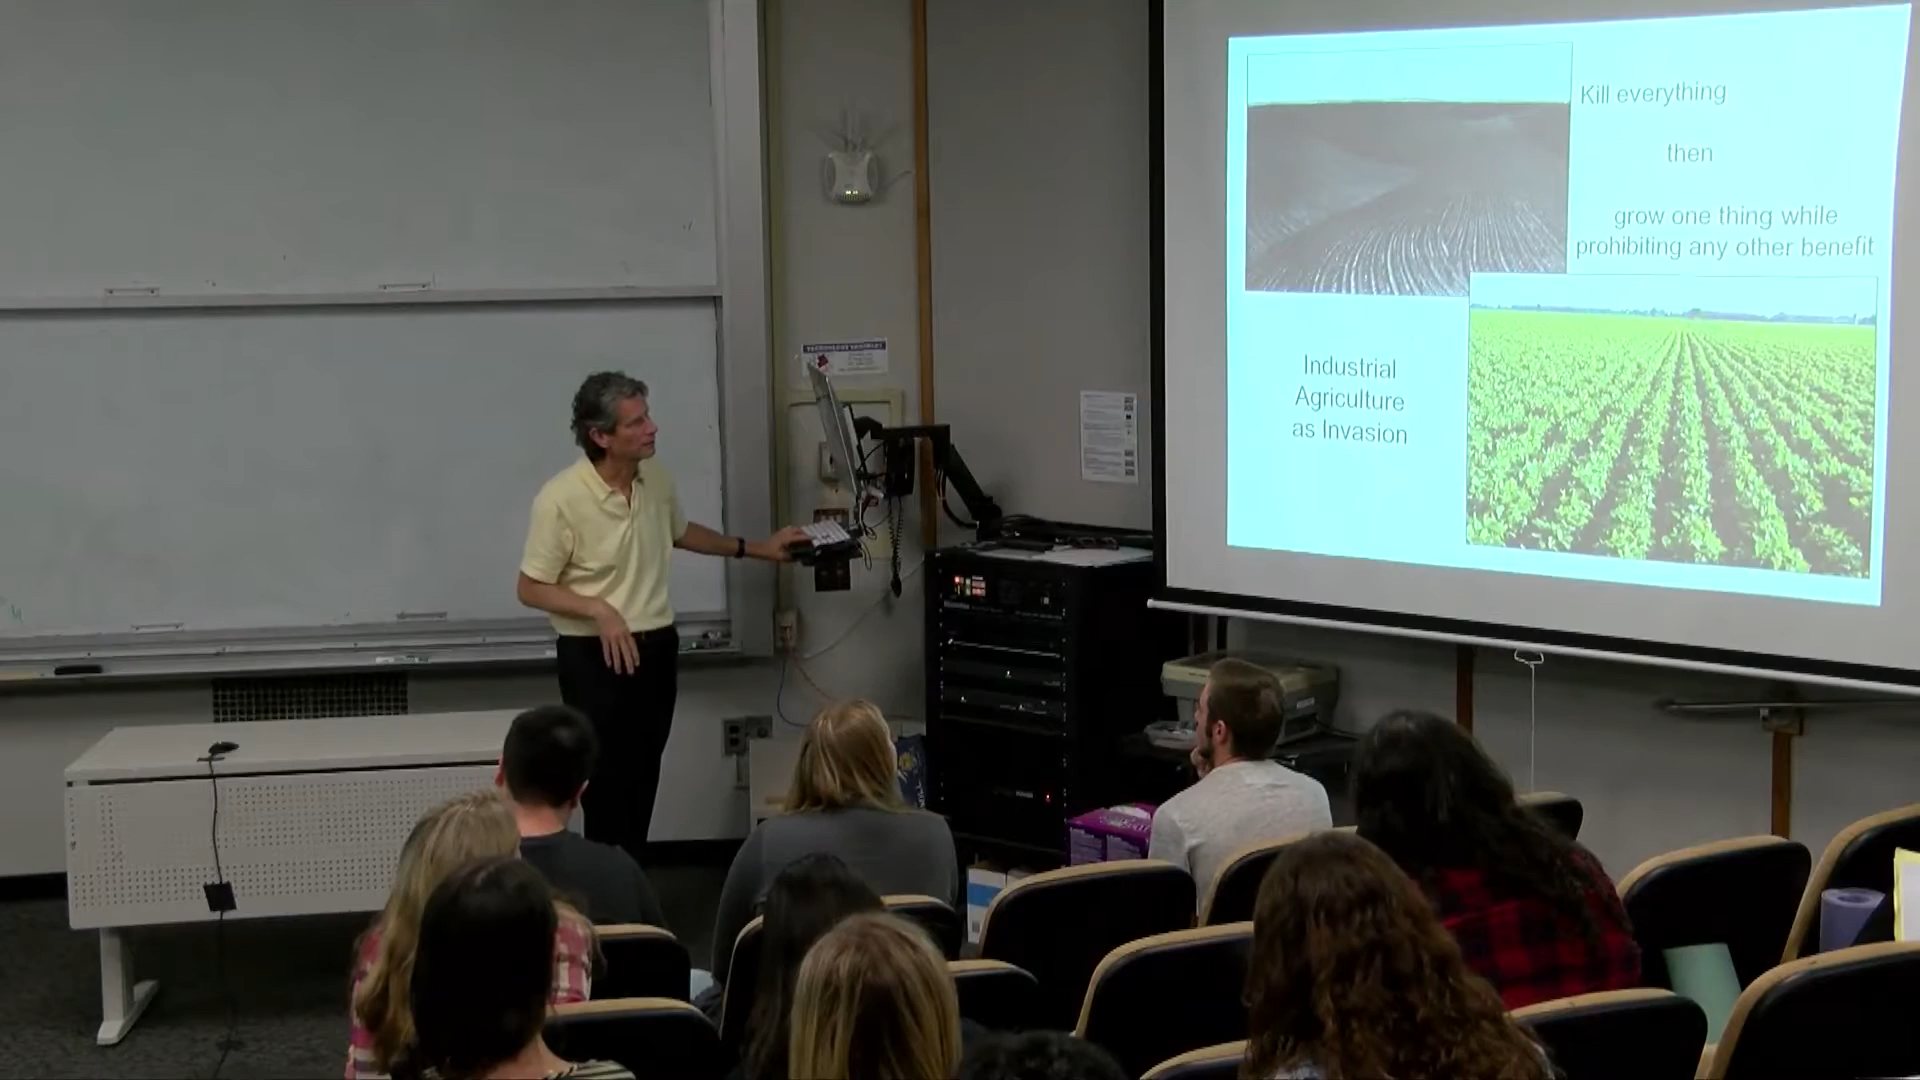 Kill everything
then
grow one thing while
prohibiting any other benefit
Industrial
Agriculture
as Invasion